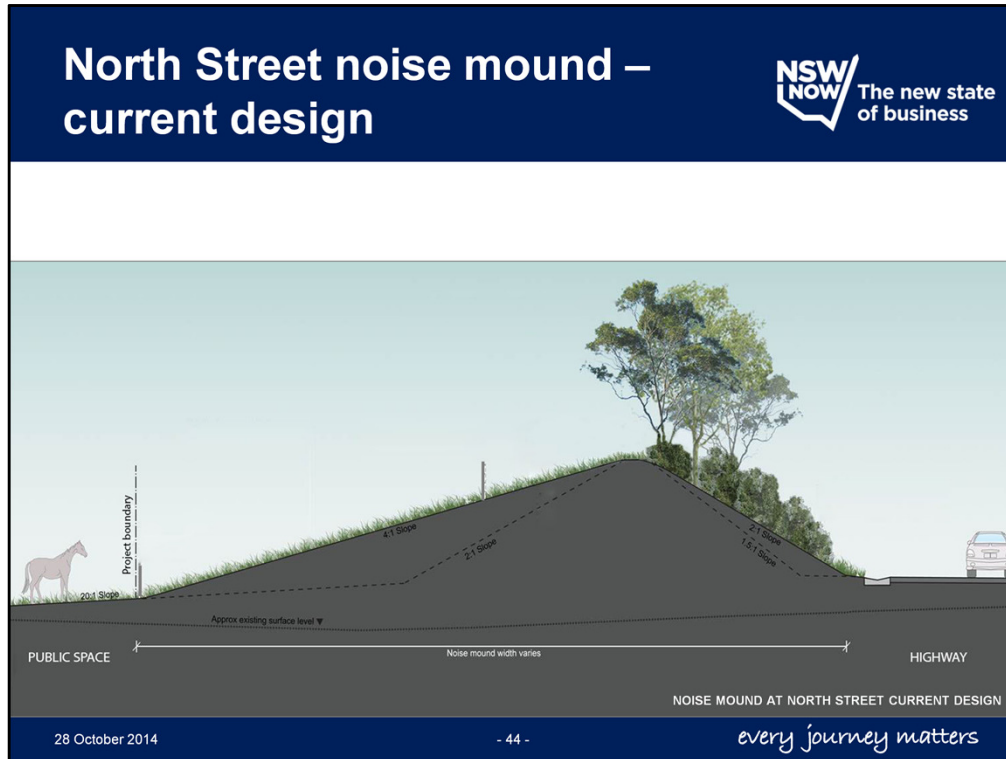 North Street noise mound –
current design
NSW
NOW
The new state
of business
Project boundary
4:1 Slope
2:1 Slope
2:1 Slope
1.5:1 Slope
20:1 Slope
Approx existing surface level ▼
PUBLIC SPACE
Noise mound width varies
HIGHWAY
NOISE MOUND AT NORTH STREET CURRENT DESIGN
28 October 2014
- 44 -
every journey matters